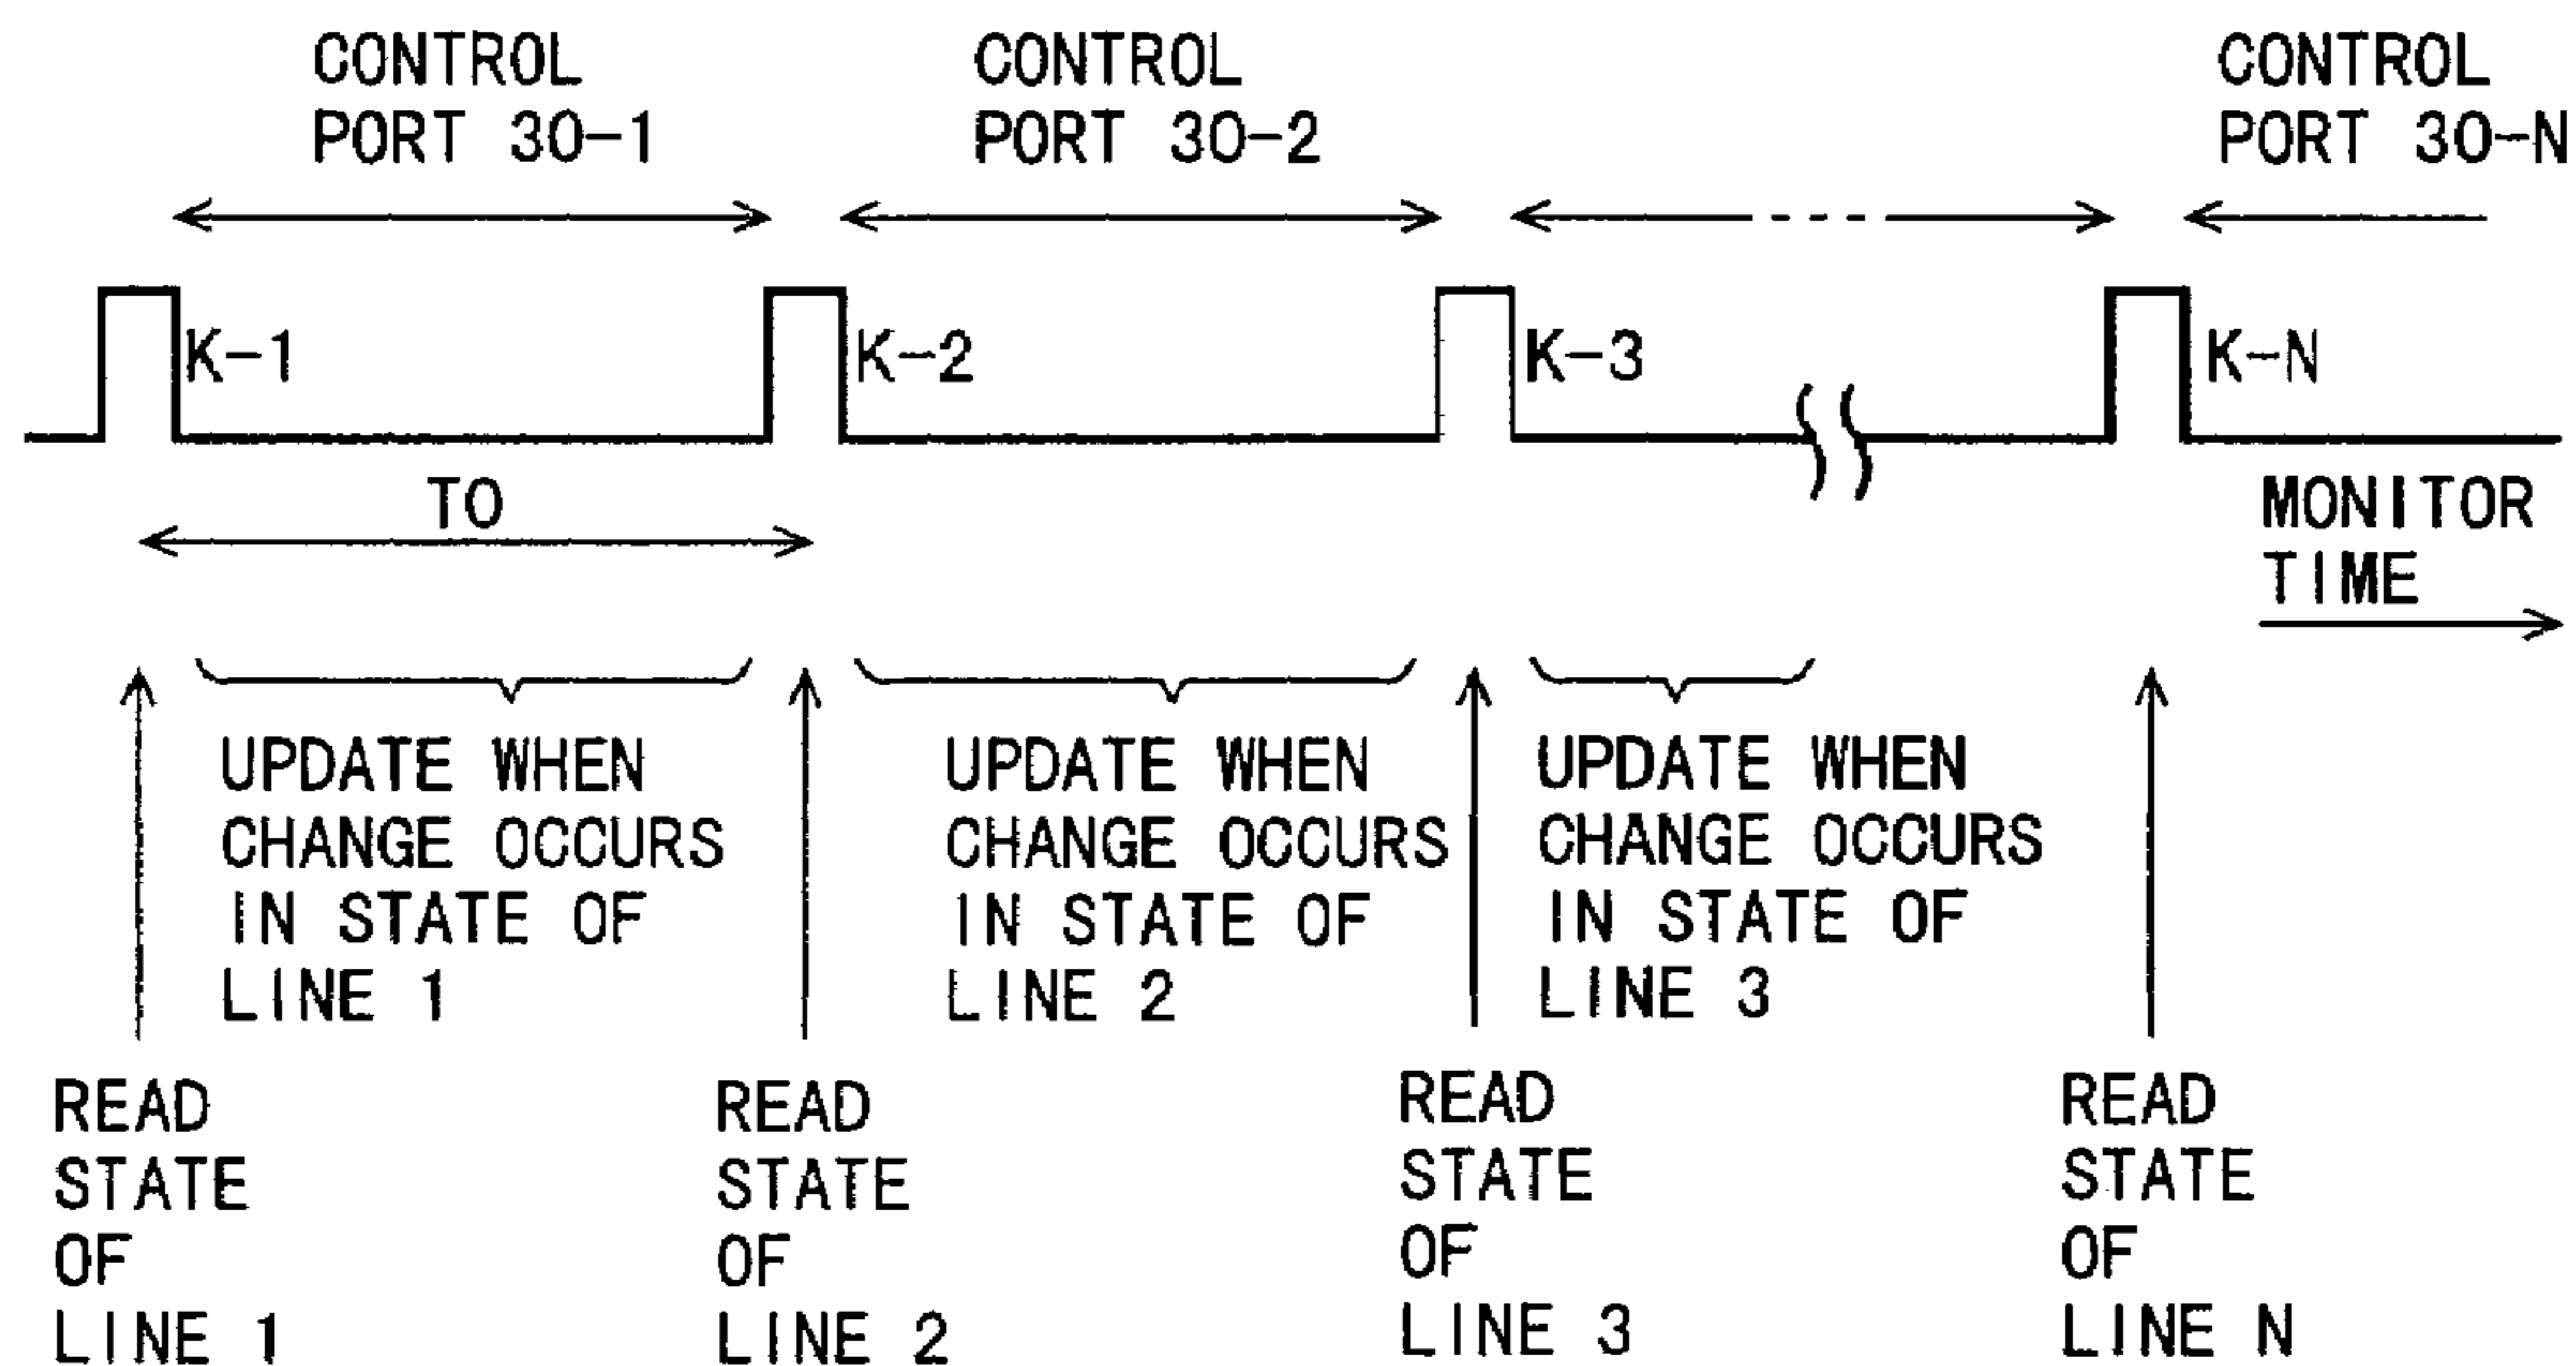 CONTROL
PORT 30-1
CONTROL
PORT 30-2
CONTROL
PORT 30-N
K-1
K-2
K-3
K-N
TO
MONITOR
TIME
UPDATE WHEN
CHANGE OCCURS
IN STATE OF
LINE 1
UPDATE WHEN
CHANGE OCCURS
IN STATE OF
LINE 2
UPDATE WHEN
CHANGE OCCURS
IN STATE OF
LINE 3
READ
STATE
OF
LINE 1
READ
STATE
OF
LINE 2
READ
STATE
OF
LINE 3
READ
STATE
OF
LINE N